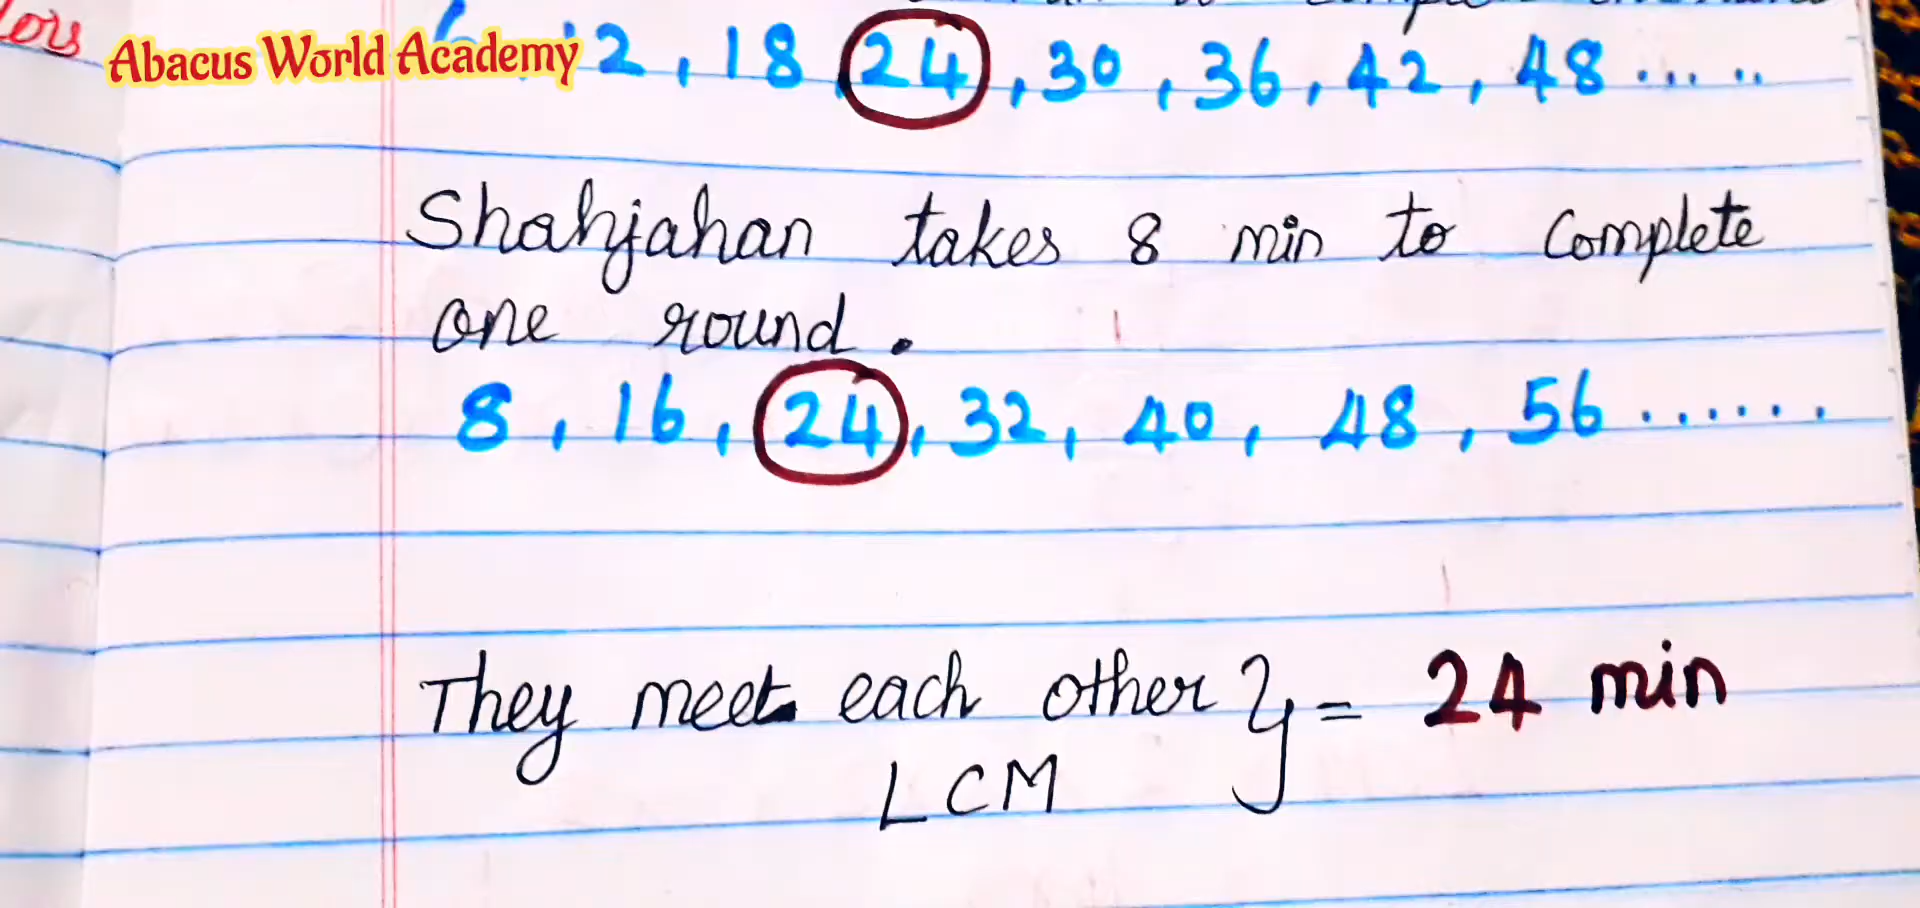 Abacus World Academy
18, 24, 30, 36, 42, 48.....
Shahjahan takes 8 min to complete
one round.
8, 16, 24, 32, 40, 48, 56......
They meet each other } = 24 min
LCM